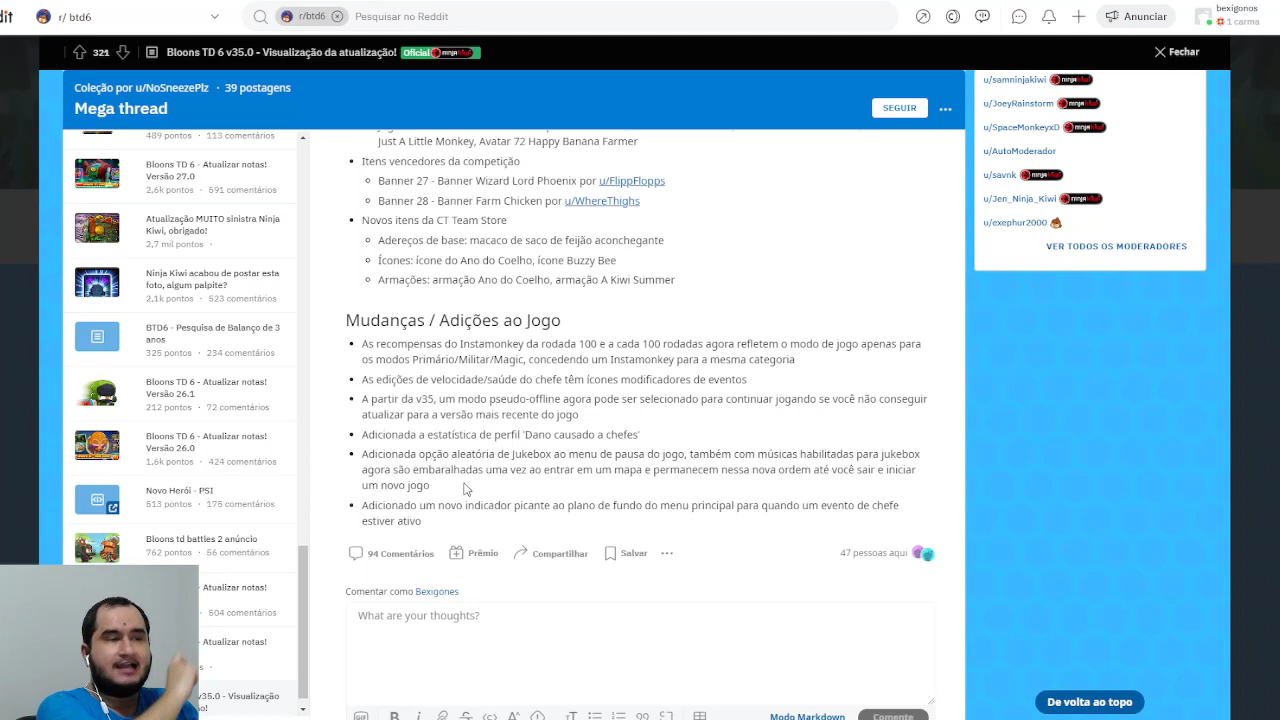 dit
r/ btd6
r/btd6
Pesquisar no Reddit
Anunciar
bexigonos
1 carma
321
Bloons TD 6 v35.0 - Visualização da atualização!
Oficial
Fechar
Coleção por u/NoSneezePlz · 39 postagens
Mega thread
SEGUIR
489 pontos · 113 comentários
Bloons TD 6 - Atualizar notas!
Versão 27.0
2,6k pontos · 591 comentários
Atualização MUITO sinistra Ninja
Kiwi, obrigado!
2,7 mil pontos ·
Ninja Kiwi acabou de postar esta
foto, algum palpite?
2,1k pontos · 523 comentários
BTD6 - Pesquisa de Balanço de 3
anos
325 pontos · 234 comentários
Bloons TD 6 - Atualizar notas!
Versão 26.1
212 pontos · 72 comentários
Bloons TD 6 - Atualizar notas!
Versão 26.0
1,6k pontos · 424 comentários
Novo Herói - PSI
513 pontos · 175 comentários
Bloons td battles 2 anúncio
762 pontos · 56 comentários
- Atualizar notas!
504 comentários
- Atualizar notas!
s ·
v35.0 - Visualização
ão!
Just A Little Monkey, Avatar 72 Happy Banana Farmer
Itens vencedores da competição
Banner 27 - Banner Wizard Lord Phoenix por u/FlippFlopps
Banner 28 - Banner Farm Chicken por u/WhereThighs
Novos itens da CT Team Store
Adereços de base: macaco de saco de feijão aconchegante
Ícones: ícone do Ano do Coelho, ícone Buzzy Bee
Armações: armação Ano do Coelho, armação A Kiwi Summer
Mudanças / Adições ao Jogo
As recompensas do Instamonkey da rodada 100 e a cada 100 rodadas agora refletem o modo de jogo apenas para
os modos Primário/Militar/Magic, concedendo um Instamonkey para a mesma categoria
As edições de velocidade/saúde do chefe têm ícones modificadores de eventos
A partir da v35, um modo pseudo-offline agora pode ser selecionado para continuar jogando se você não conseguir
atualizar para a versão mais recente do jogo
Adicionada a estatística de perfil 'Dano causado a chefes'
Adicionada opção aleatória de Jukebox ao menu de pausa do jogo, também com músicas habilitadas para jukebox
agora são embaralhadas uma vez ao entrar em um mapa e permanecem nessa nova ordem até você sair e iniciar
um novo jogo
Adicionado um novo indicador picante ao plano de fundo do menu principal para quando um evento de chefe
estiver ativo
94 Comentários
Prêmio
Compartilhar
Salvar
47 pessoas aqui
Comentar como Bexigones
What are your thoughts?
GIF
B
i
Modo Markdown
Comente
u/samninjakiwi
u/JoeyRainstorm
u/SpaceMonkeyxD
u/AutoModerador
u/savnk
u/Jen_Ninja_Kiwi
u/exephur2000
VER TODOS OS MODERADORES
De volta ao topo